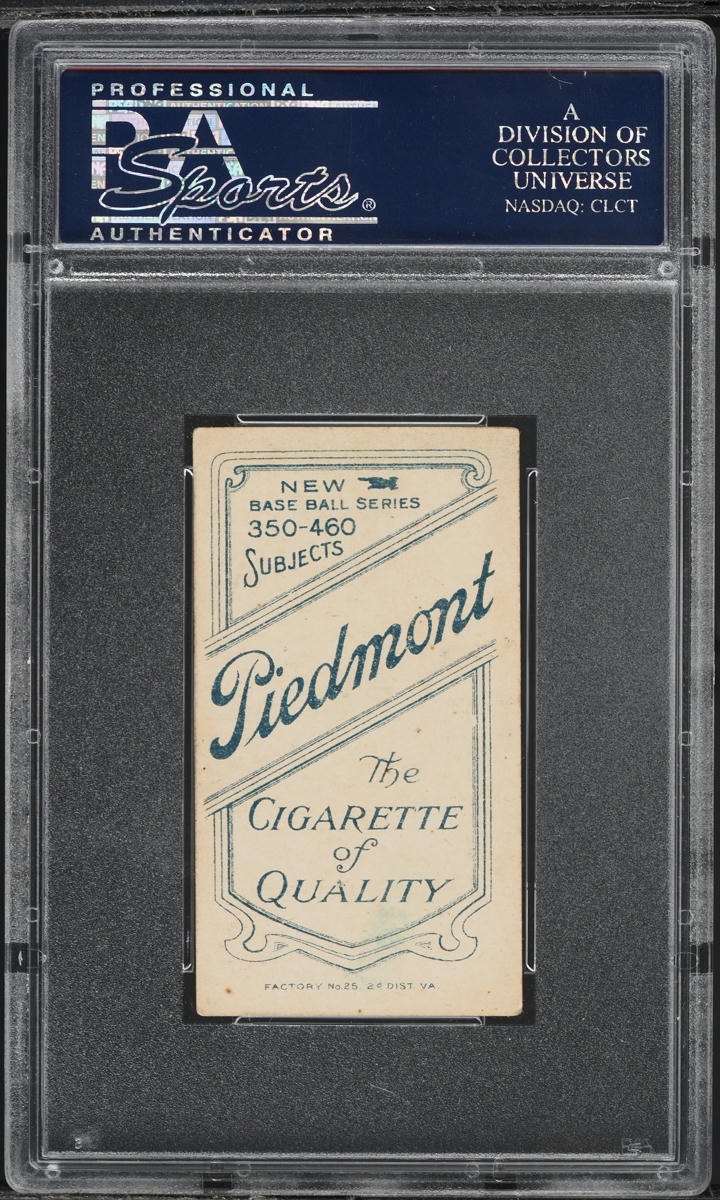 PROFESSIONAL
PSA
Sports®
AUTHENTICATOR
A
DIVISION OF
COLLECTORS
UNIVERSE
NASDAQ: CLCT
NEW
BASE BALL SERIES
350-460
SUBJECTS
Piedmont
The
CIGARETTE
of
QUALITY
FACTORY No.25, 2D DIST. VA.